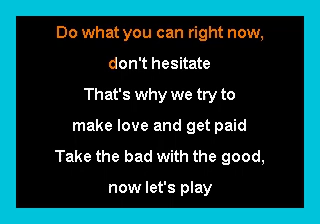 Do what you can right now,
don't hesitate
That's why we try to
make love and get paid
Take the bad with the good,
now let's play